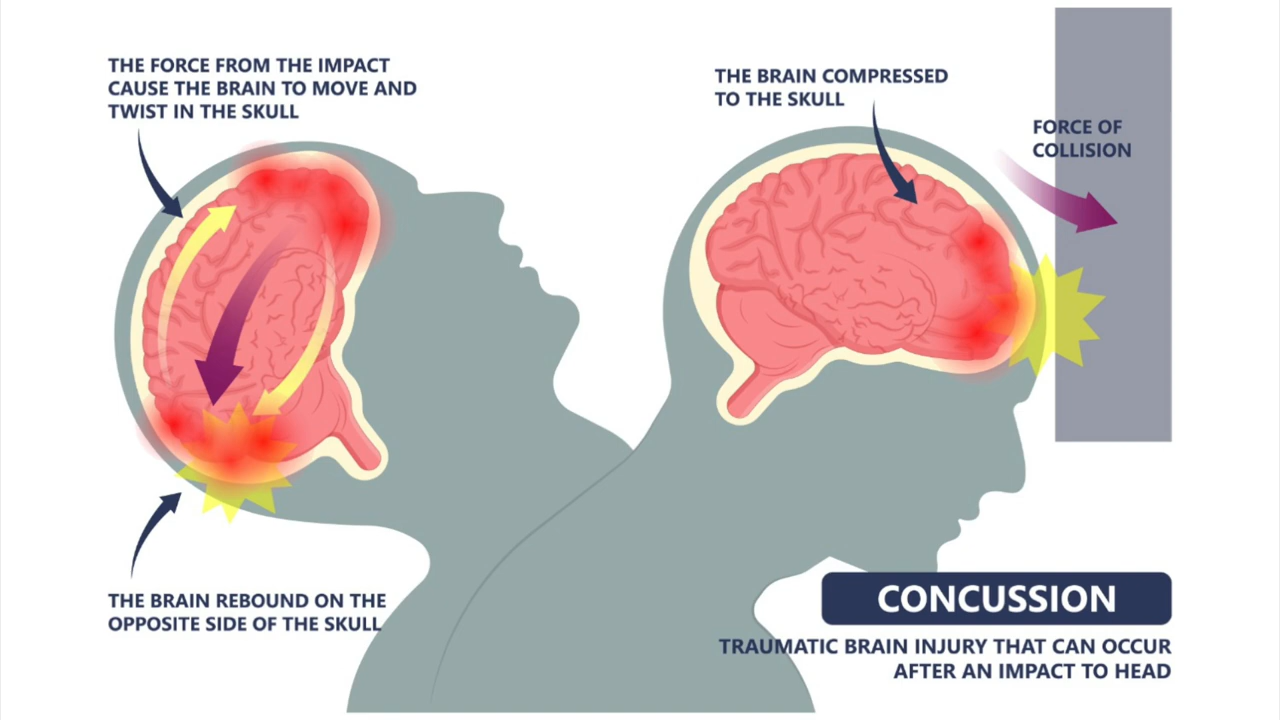 THE FORCE FROM THE IMPACT
CAUSE THE BRAIN TO MOVE AND
TWIST IN THE SKULL
THE BRAIN COMPRESSED
TO THE SKULL
FORCE OF
COLLISION
THE BRAIN REBOUND ON THE
OPPOSITE SIDE OF THE SKULL
CONCUSSION
TRAUMATIC BRAIN INJURY THAT CAN OCCUR
AFTER AN IMPACT TO HEAD